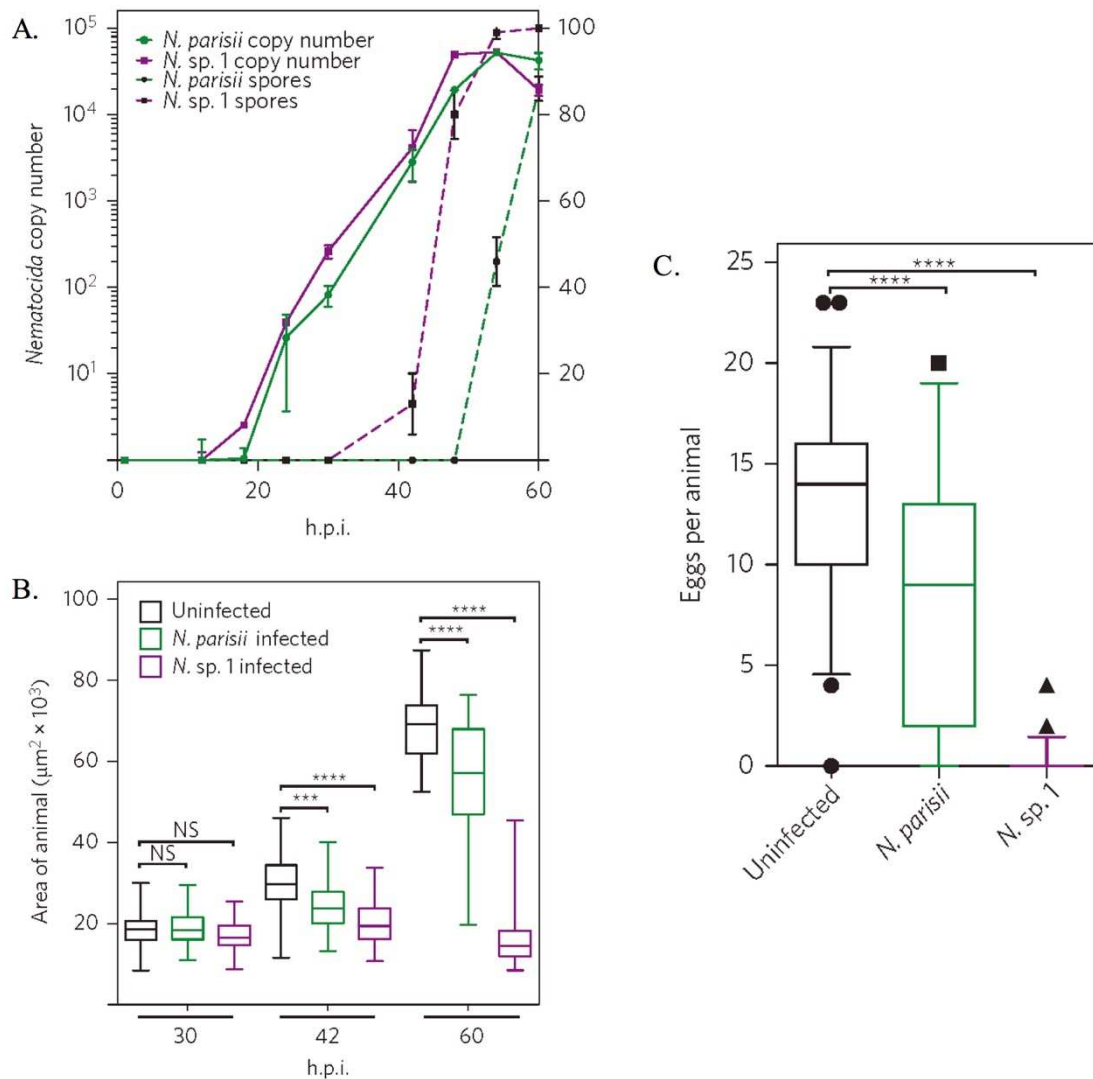 A.
N. parisii copy number
N. sp. 1 copy number
N. parisii spores
N. sp. 1 spores
Nematocida copy number
10⁵
10⁴
10³
10²
10¹
100
80
60
40
20
0 20 40 60
h.p.i.
B.
Uninfected
N. parisii infected
N. sp. 1 infected
Area of animal (μm² × 10³)
100
80
60
40
20
NS
NS
***
****
****
****
30 42 60
h.p.i.
C.
****
****
Eggs per animal
25
20
15
10
5
0
Uninfected
N. parisii
N. sp. 1